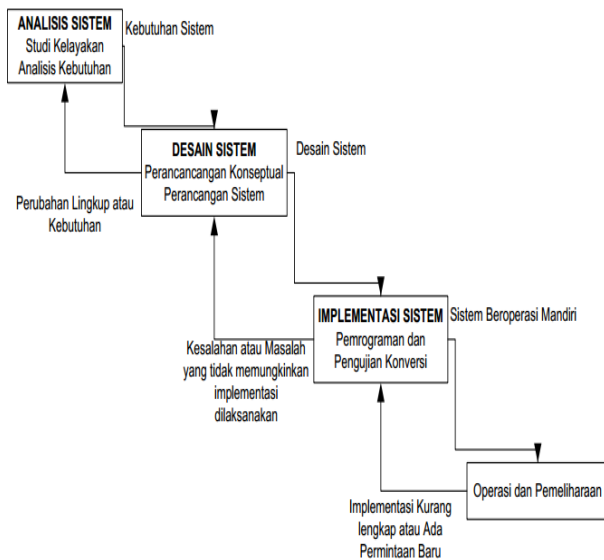 ANALISIS SISTEM
Studi Kelayakan
Analisis Kebutuhan
Kebutuhan Sistem
DESAIN SISTEM
Perancancangan Konseptual
Perancangan Sistem
Desain Sistem
Perubahan Lingkup atau
Kebutuhan
IMPLEMENTASI SISTEM
Pemrograman dan
Pengujian Konversi
Sistem Beroperasi Mandiri
Kesalahan atau Masalah
yang tidak memungkinkan
implementasi
dilaksanakan
Operasi dan Pemeliharaan
Implementasi Kurang
lengkap atau Ada
Permintaan Baru